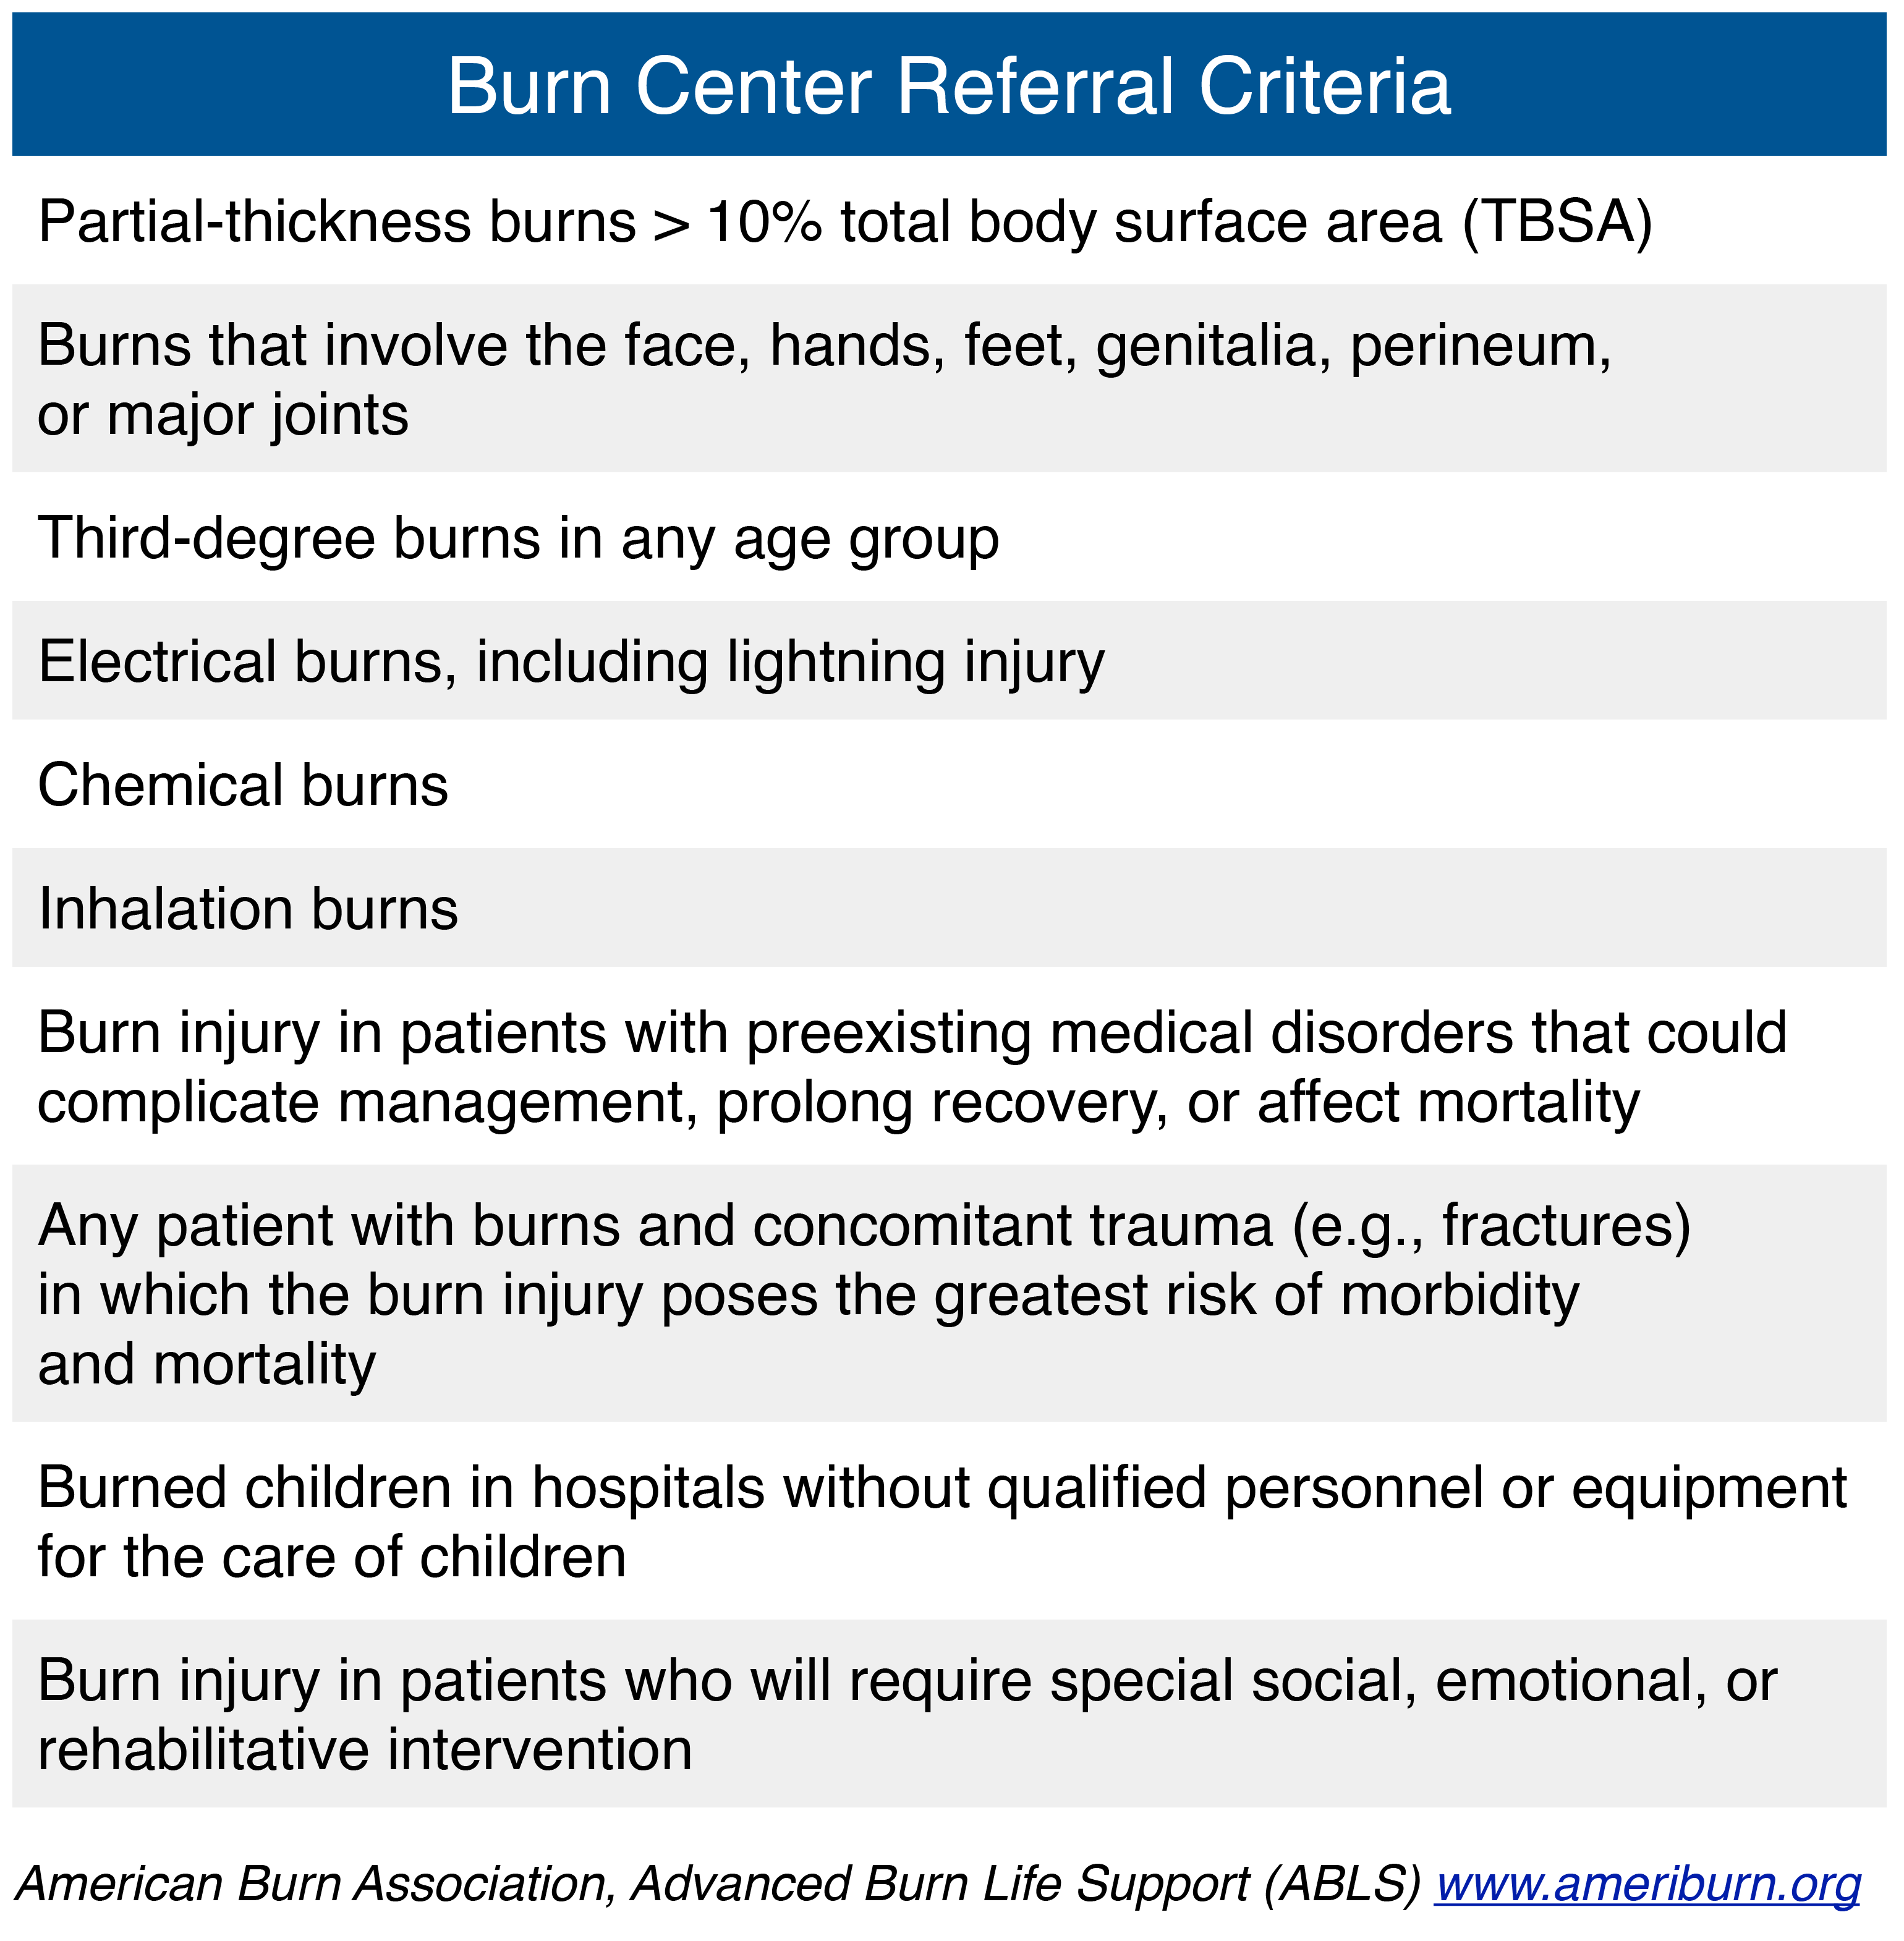 Burn Center Referral Criteria
Partial-thickness burns > 10% total body surface area (TBSA)
Burns that involve the face, hands, feet, genitalia, perineum,
or major joints
Third-degree burns in any age group
Electrical burns, including lightning injury
Chemical burns
Inhalation burns
Burn injury in patients with preexisting medical disorders that could
complicate management, prolong recovery, or affect mortality
Any patient with burns and concomitant trauma (e.g., fractures)
in which the burn injury poses the greatest risk of morbidity
and mortality
Burned children in hospitals without qualified personnel or equipment
for the care of children
Burn injury in patients who will require special social, emotional, or
rehabilitative intervention
American Burn Association, Advanced Burn Life Support (ABLS) www.ameriburn.org